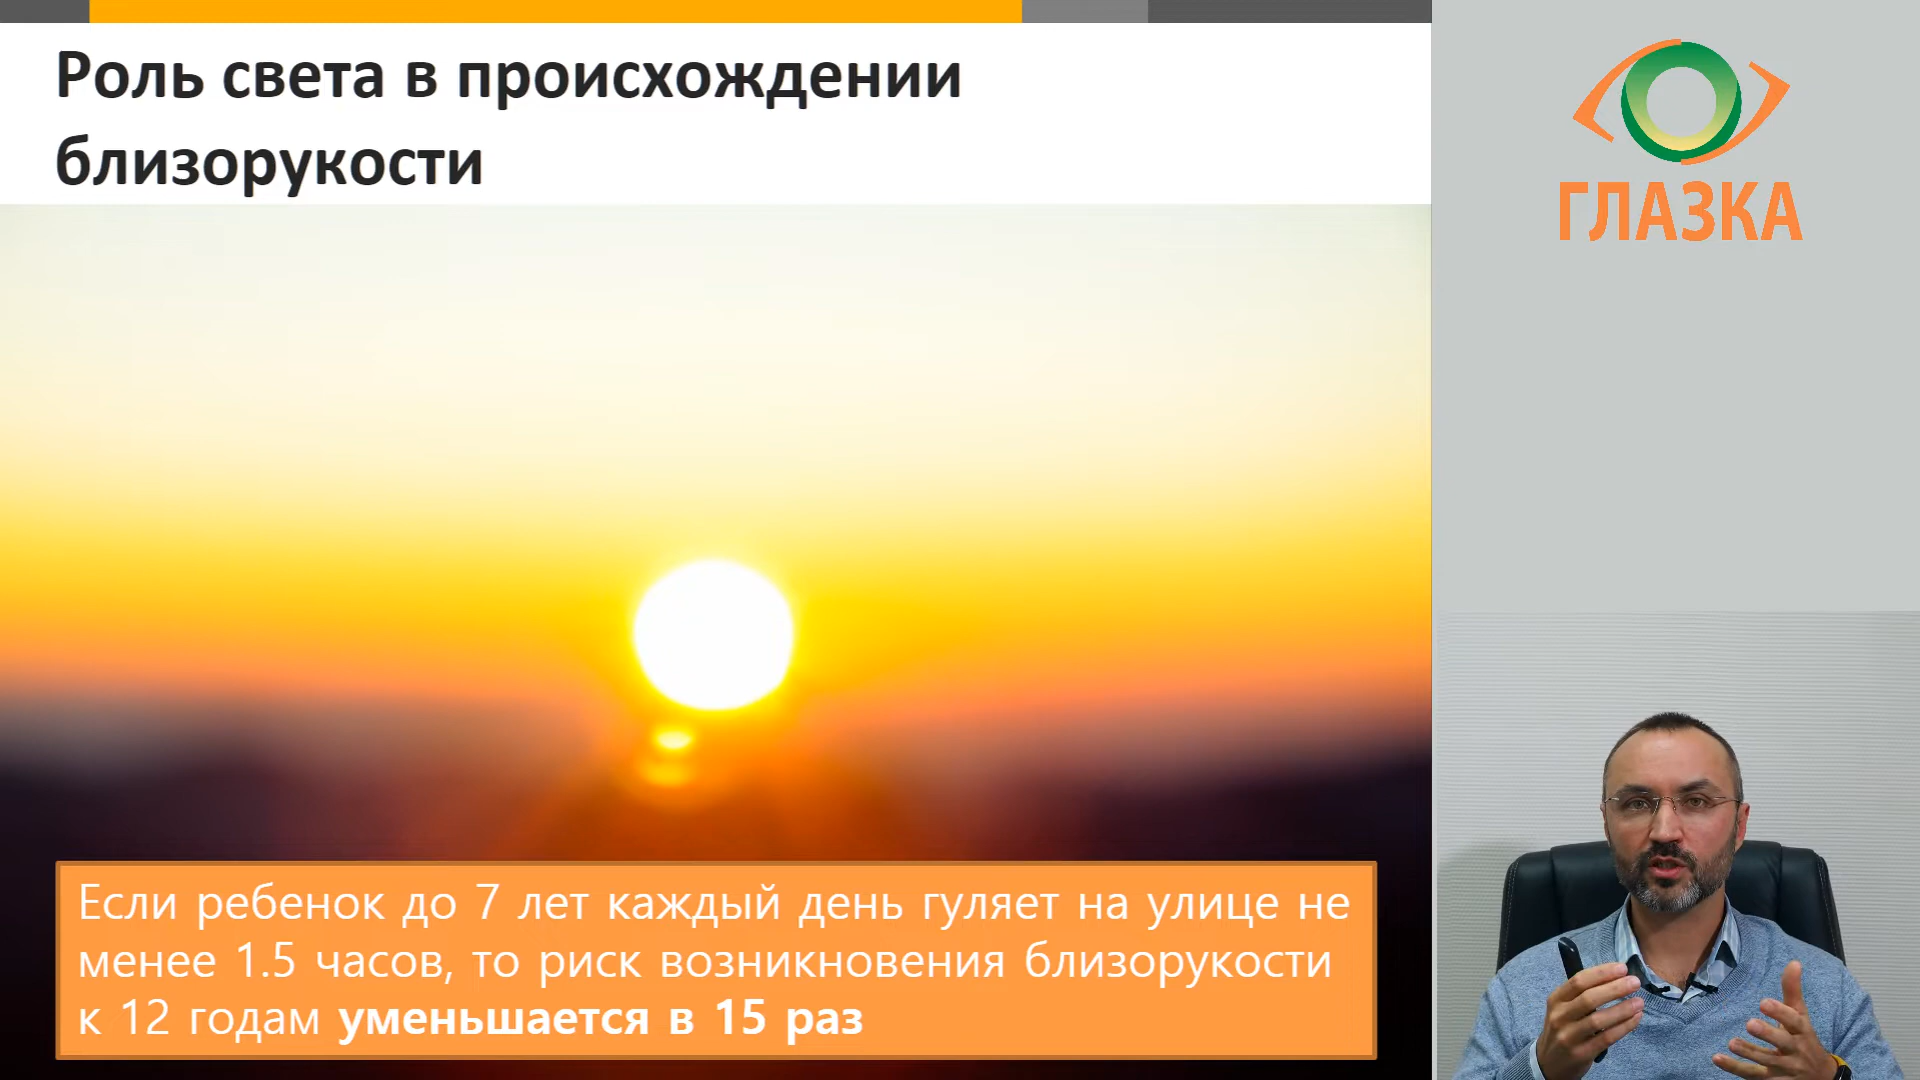 Роль света в происхождении
близорукости
ГЛАЗКА
Если ребенок до 7 лет каждый день гуляет на улице не
менее 1.5 часов, то риск возникновения близорукости
к 12 годам уменьшается в 15 раз